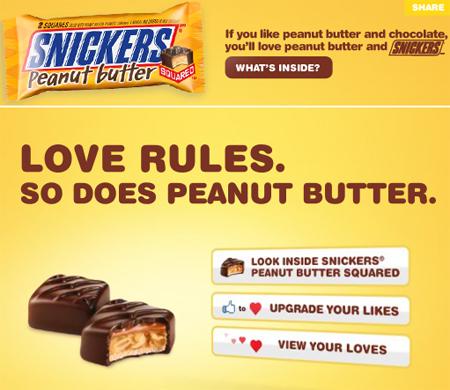 SHARE
2 SQUARES
SNICKERS
Peanut butter
SQUARED
If you like peanut butter and chocolate,
you'll love peanut butter and SNICKERS
WHAT'S INSIDE?
LOVE RULES.
SO DOES PEANUT BUTTER.
LOOK INSIDE SNICKERS®
PEANUT BUTTER SQUARED
to UPGRADE YOUR LIKES
VIEW YOUR LOVES